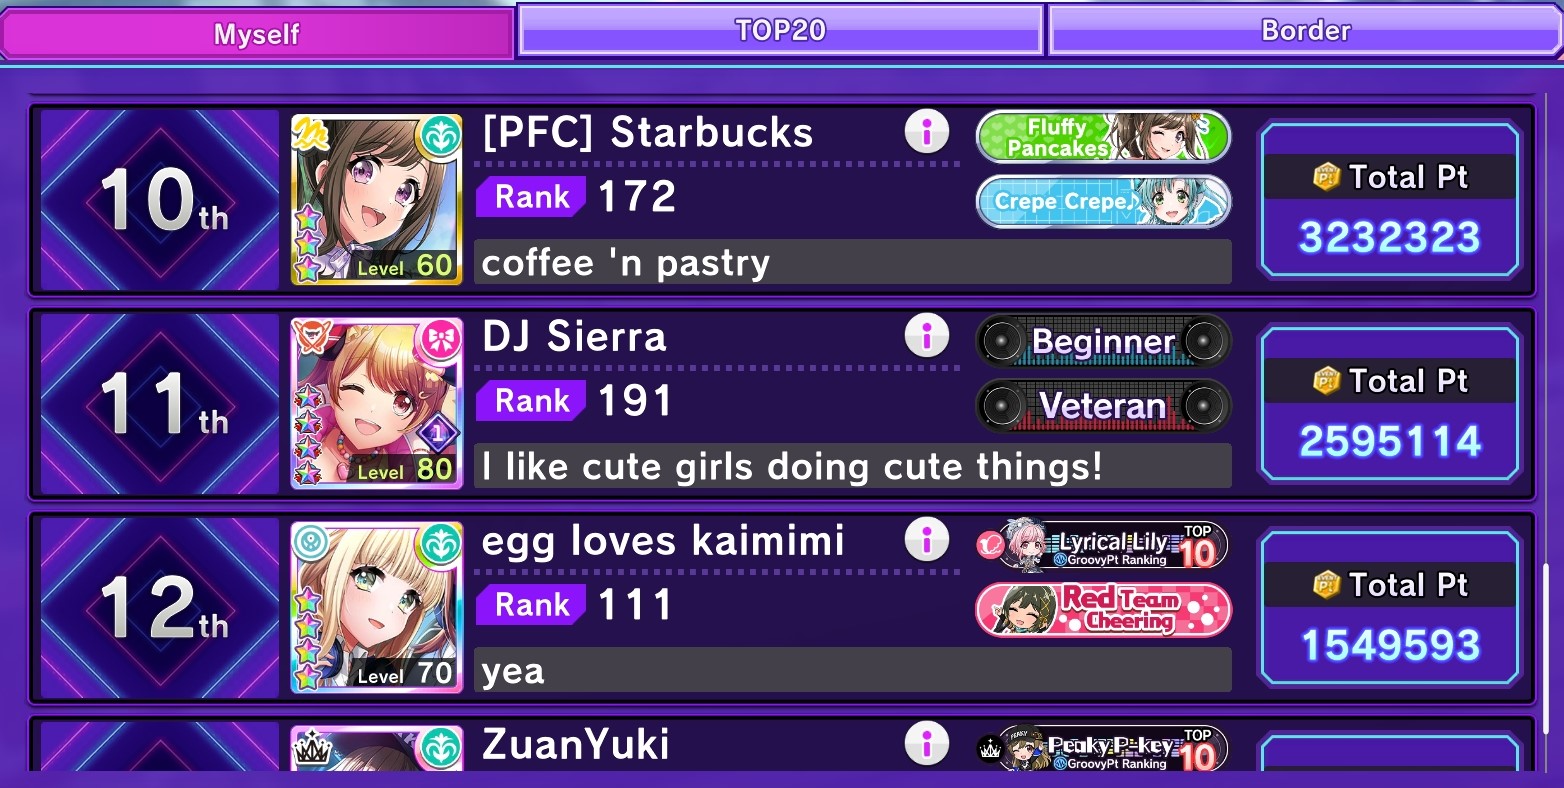 Myself
TOP20
Border
10th
Level 60
[PFC] Starbucks
i
Rank 172
coffee 'n pastry
Fluffy
Pancakes
Crepe Crepe♪
Total Pt
3232323
11th
1
Level 80
DJ Sierra
i
Rank 191
I like cute girls doing cute things!
Beginner
Veteran
Total Pt
2595114
12th
Level 70
egg loves kaimimi
i
Rank 111
yea
Lyrical Lily TOP 10
GroovyPt Ranking
Red Team
Cheering
Total Pt
1549593
ZuanYuki
i
Peaky P-key TOP 10
GroovyPt Ranking